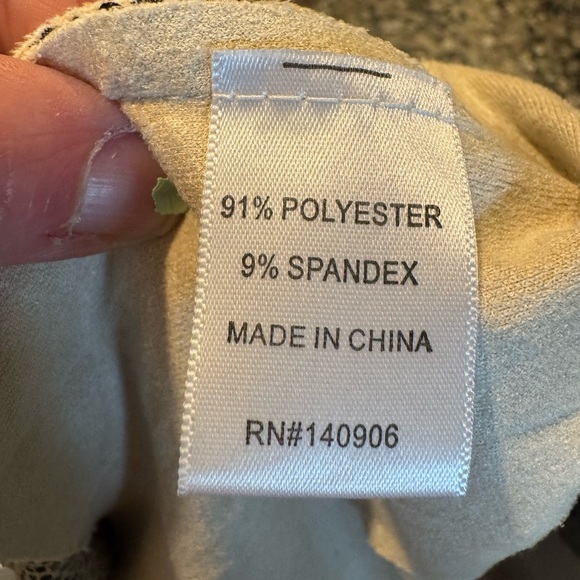 91% POLYESTER
9% SPANDEX
MADE IN CHINA
RN#140906